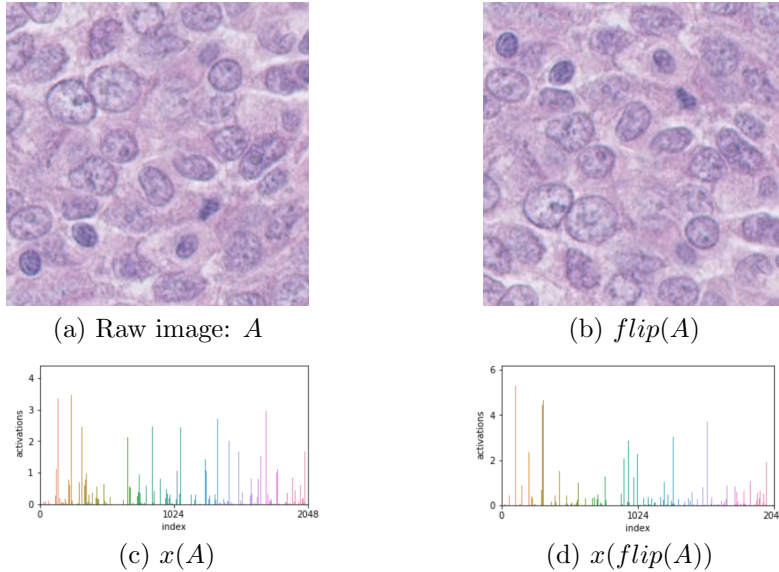 (a) Raw image: A
(b) flip(A)
4
3
2
1
0
activations
0
1024
2048
index
6
4
2
0
activations
0
1024
204
index
(c) x(A)
(d) x(flip(A))